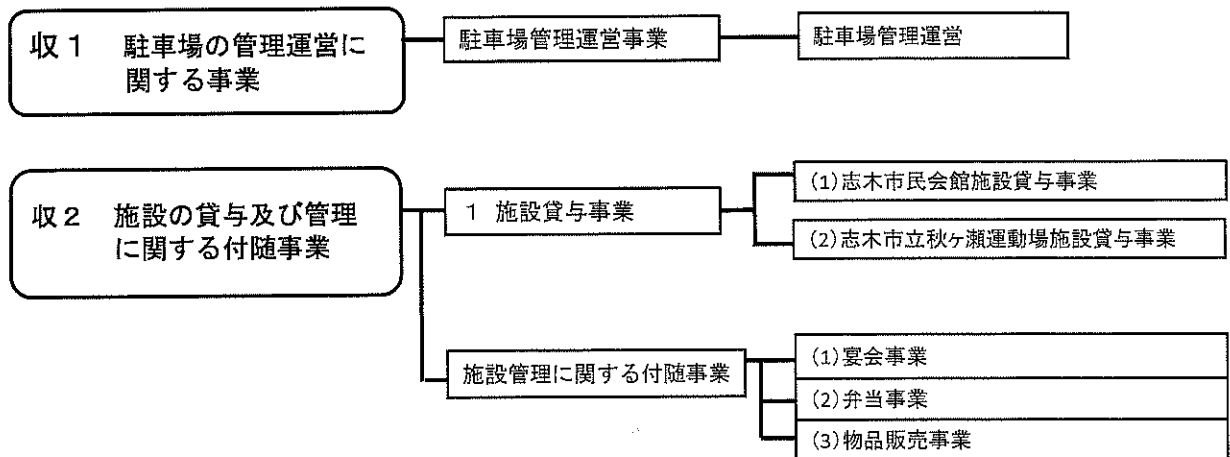 収１　駐車場の管理運営に
関する事業
駐車場管理運営事業
駐車場管理運営
収２　施設の貸与及び管理
に関する付随事業
１ 施設貸与事業
(1)志木市民会館施設貸与事業
(2)志木市立秋ヶ瀬運動場施設貸与事業
施設管理に関する付随事業
(1)宴会事業
(2)弁当事業
(3)物品販売事業